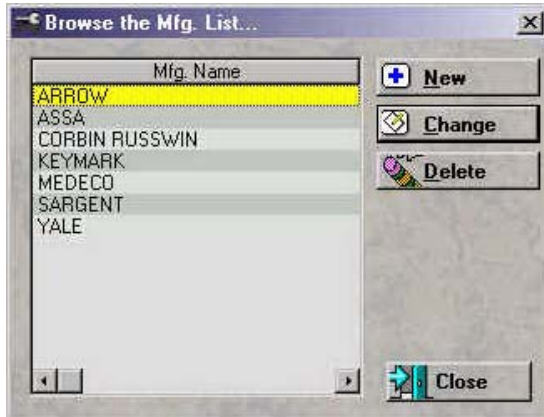 Browse the Mfg. List...
Mfg. Name
ARROW
ASSA
CORBIN RUSSWIN
KEYMARK
MEDECO
SARGENT
YALE
New
Change
Delete
Close